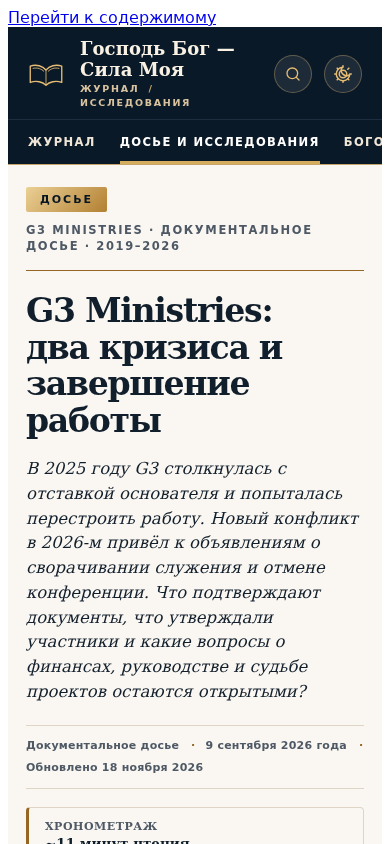 Перейти к содержимому
Господь Бог —
Сила Моя
ЖУРНАЛ /
ИССЛЕДОВАНИЯ
ЖУРНАЛ ДОСЬЕ И ИССЛЕДОВАНИЯ БОГО
ДОСЬЕ
G3 MINISTRIES · ДОКУМЕНТАЛЬНОЕ
ДОСЬЕ · 2019–2026
G3 Ministries:
два кризиса и
завершение
работы
В 2025 году G3 столкнулась с
отставкой основателя и попыталась
перестроить работу. Новый конфликт
в 2026-м привёл к объявлениям о
сворачивании служения и отмене
конференции. Что подтверждают
документы, что утверждали
участники и какие вопросы о
финансах, руководстве и судьбе
проектов остаются открытыми?
Документальное досье · 9 сентября 2026 года ·
Обновлено 18 ноября 2026
ХРОНОМЕТРАЖ
~11 минут чтения